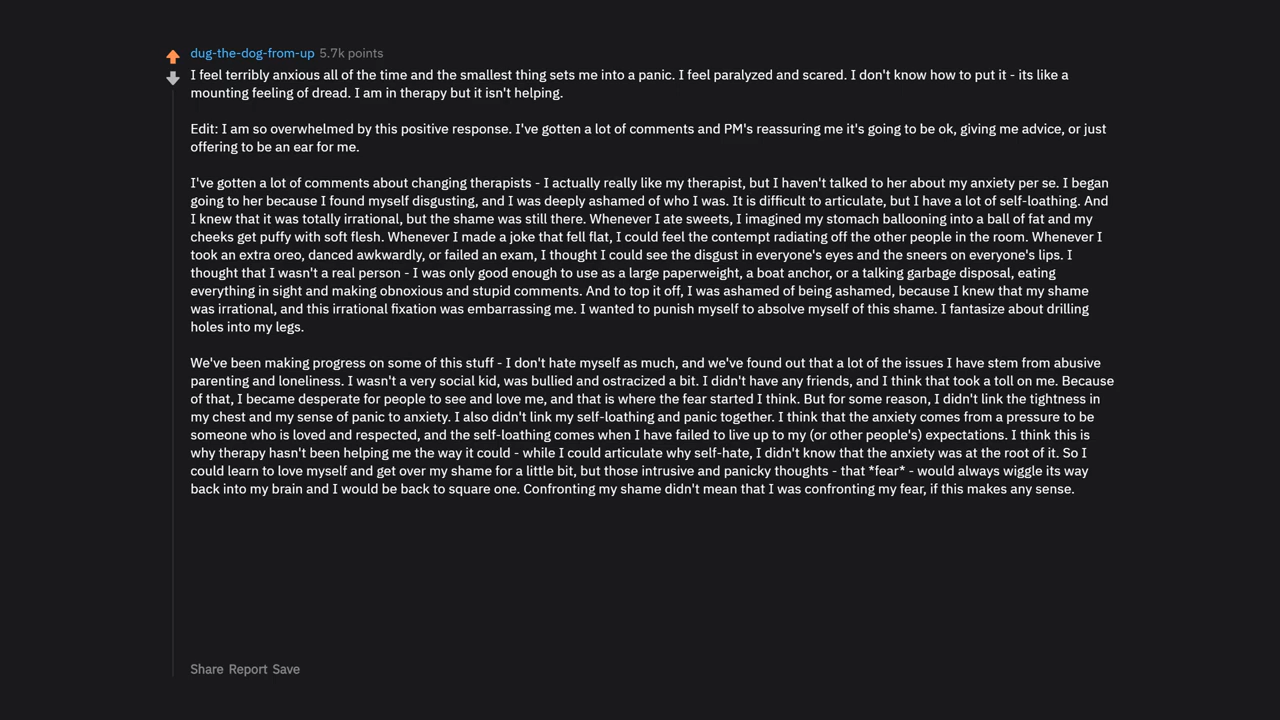 dug-the-dog-from-up 5.7k points
I feel terribly anxious all of the time and the smallest thing sets me into a panic. I feel paralyzed and scared. I don't know how to put it - its like a
mounting feeling of dread. I am in therapy but it isn't helping.
Edit: I am so overwhelmed by this positive response. I've gotten a lot of comments and PM's reassuring me it's going to be ok, giving me advice, or just
offering to be an ear for me.
I've gotten a lot of comments about changing therapists - I actually really like my therapist, but I haven't talked to her about my anxiety per se. I began
going to her because I found myself disgusting, and I was deeply ashamed of who I was. It is difficult to articulate, but I have a lot of self-loathing. And
I knew that it was totally irrational, but the shame was still there. Whenever I ate sweets, I imagined my stomach ballooning into a ball of fat and my
cheeks get puffy with soft flesh. Whenever I made a joke that fell flat, I could feel the contempt radiating off the other people in the room. Whenever I
took an extra oreo, danced awkwardly, or failed an exam, I thought I could see the disgust in everyone's eyes and the sneers on everyone's lips. I
thought that I wasn't a real person - I was only good enough to use as a large paperweight, a boat anchor, or a talking garbage disposal, eating
everything in sight and making obnoxious and stupid comments. And to top it off, I was ashamed of being ashamed, because I knew that my shame
was irrational, and this irrational fixation was embarrassing me. I wanted to punish myself to absolve myself of this shame. I fantasize about drilling
holes into my legs.
We've been making progress on some of this stuff - I don't hate myself as much, and we've found out that a lot of the issues I have stem from abusive
parenting and loneliness. I wasn't a very social kid, was bullied and ostracized a bit. I didn't have any friends, and I think that took a toll on me. Because
of that, I became desperate for people to see and love me, and that is where the fear started I think. But for some reason, I didn't link the tightness in
my chest and my sense of panic to anxiety. I also didn't link my self-loathing and panic together. I think that the anxiety comes from a pressure to be
someone who is loved and respected, and the self-loathing comes when I have failed to live up to my (or other people's) expectations. I think this is
why therapy hasn't been helping me the way it could - while I could articulate why self-hate, I didn't know that the anxiety was at the root of it. So I
could learn to love myself and get over my shame for a little bit, but those intrusive and panicky thoughts - that *fear* - would always wiggle its way
back into my brain and I would be back to square one. Confronting my shame didn't mean that I was confronting my fear, if this makes any sense.
Share Report Save